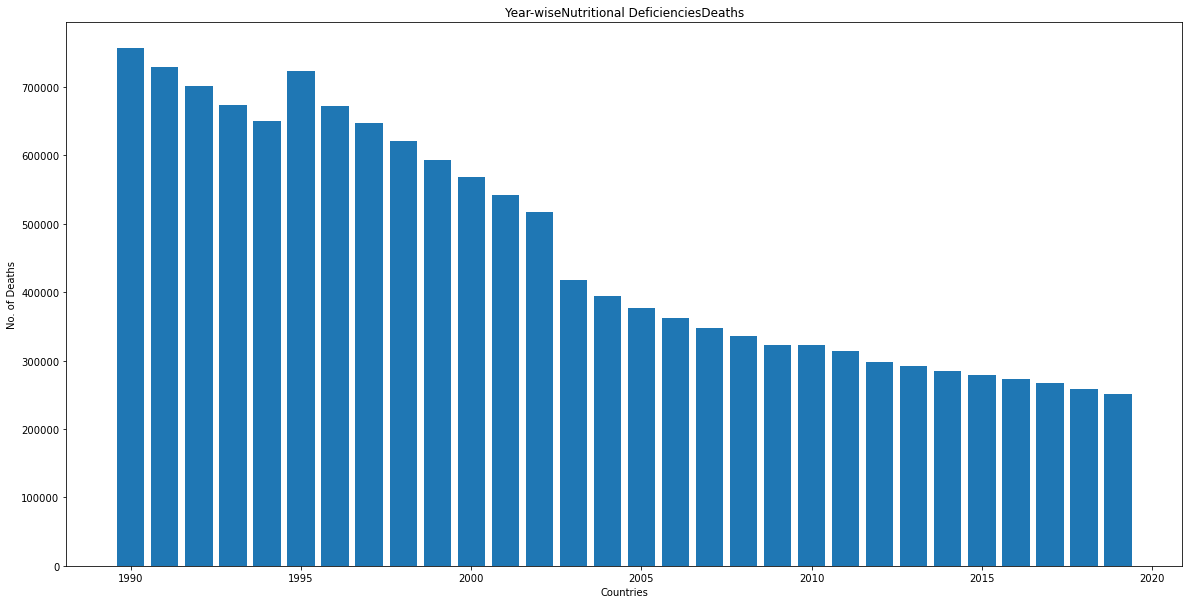 Year-wiseNutritional DeficienciesDeaths
No. of Deaths
700000
600000
500000
400000
300000
200000
100000
0
1990 1995 2000 2005 2010 2015 2020
Countries